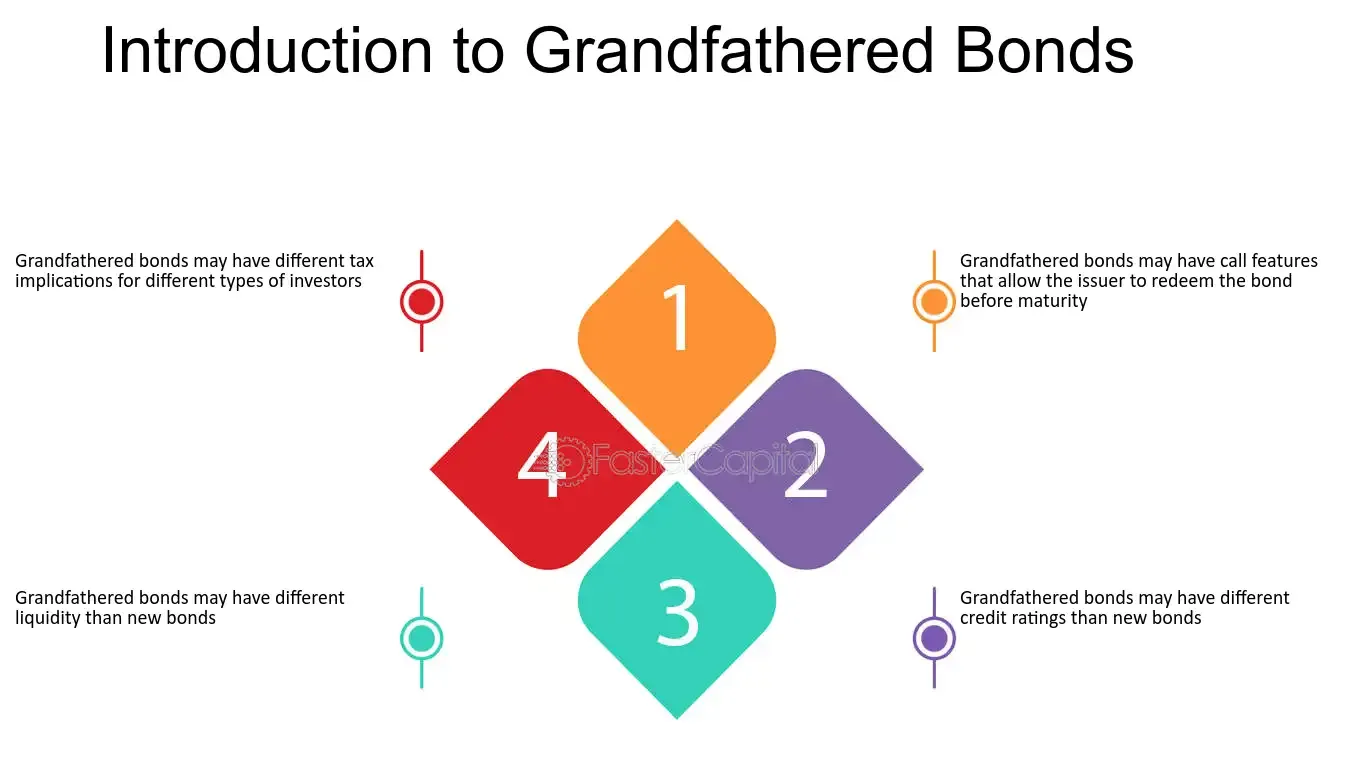 Introduction to Grandfathered Bonds
Grandfathered bonds may have different tax
implications for different types of investors
Grandfathered bonds may have call features
that allow the issuer to redeem the bond
before maturity
1
4
FasterCapital
2
3
Grandfathered bonds may have different
liquidity than new bonds
Grandfathered bonds may have different
credit ratings than new bonds